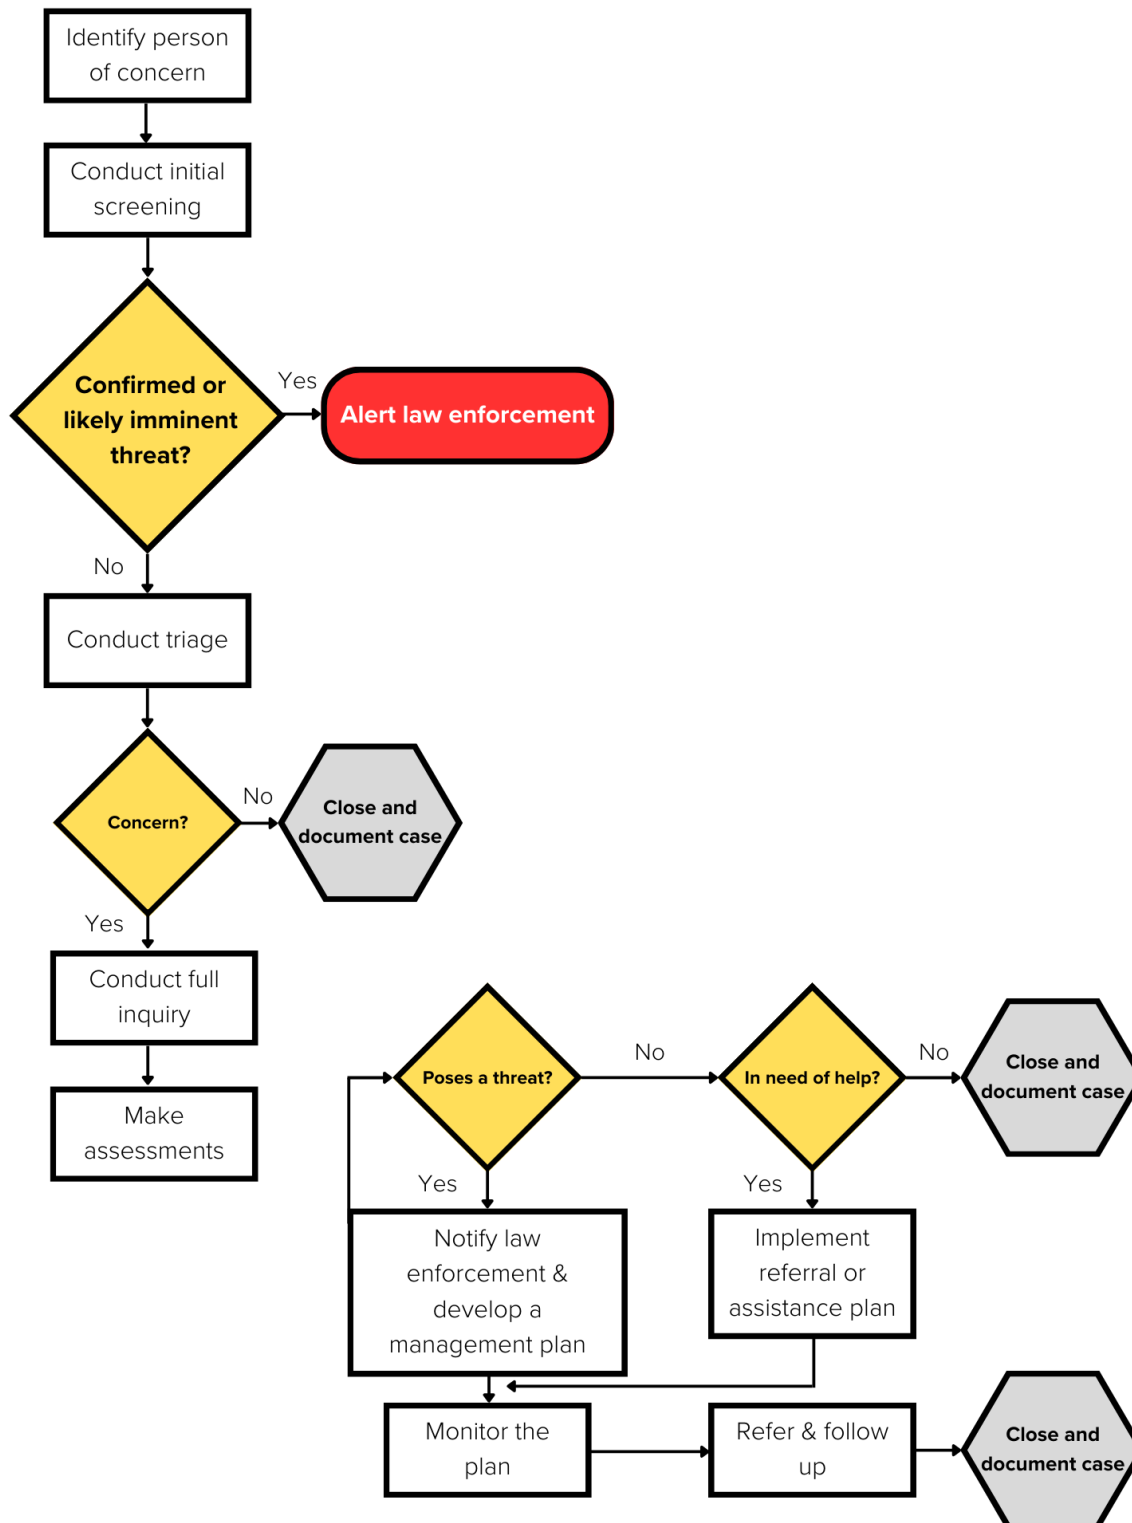 Identify person
of concern
Conduct initial
screening
Confirmed or
likely imminent
threat?
Yes
Alert law enforcement
No
Conduct triage
Concern?
No
Close and
document case
Yes
Conduct full
inquiry
Make
assessments
Poses a threat?
No
In need of help?
No
Close and
document case
Yes
Notify law
enforcement &
develop a
management plan
Yes
Implement
referral or
assistance plan
Monitor the
plan
Refer & follow
up
Close and
document case